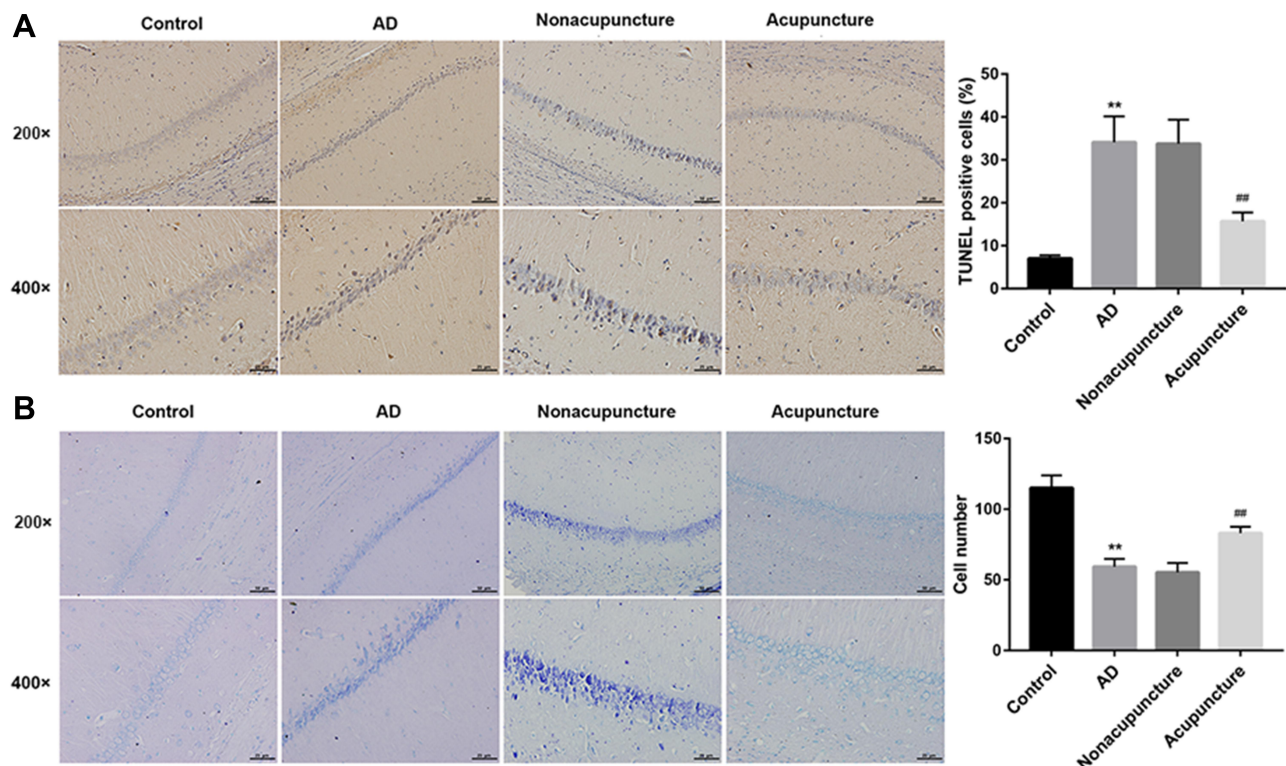 A
Control AD Nonacupuncture Acupuncture
200×
400×
TUNEL positive cells (%)
50
40
30
20
10
0
**
##
Control
AD
Nonacupuncture
Acupuncture
B
Control AD Nonacupuncture Acupuncture
200×
400×
Cell number
150
100
50
0
**
##
Control
AD
Nonacupuncture
Acupuncture